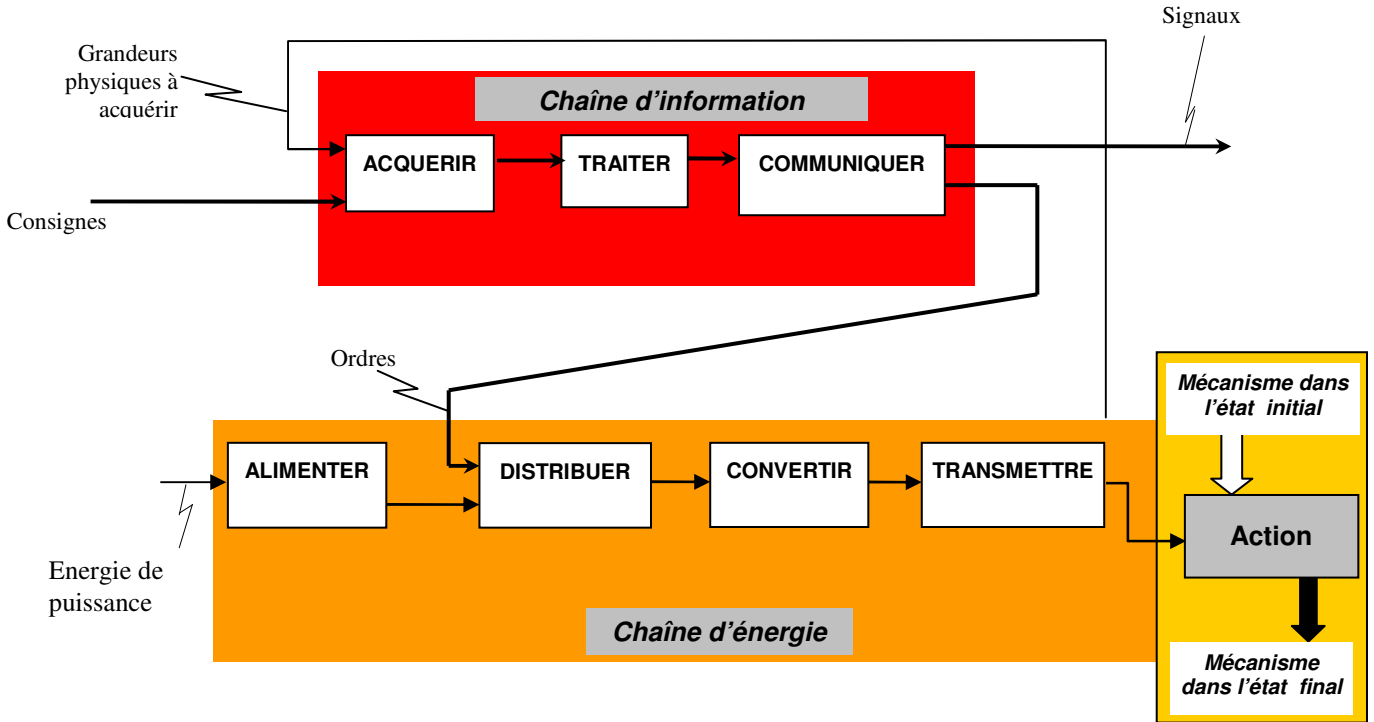 Signaux
Grandeurs
physiques à
acquérir
Chaîne d'information
ACQUERIR
TRAITER
COMMUNIQUER
Consignes
Ordres
Mécanisme dans
l'état initial
ALIMENTER
DISTRIBUER
CONVERTIR
TRANSMETTRE
Action
Energie de
puissance
Chaîne d'énergie
Mécanisme
dans l'état final